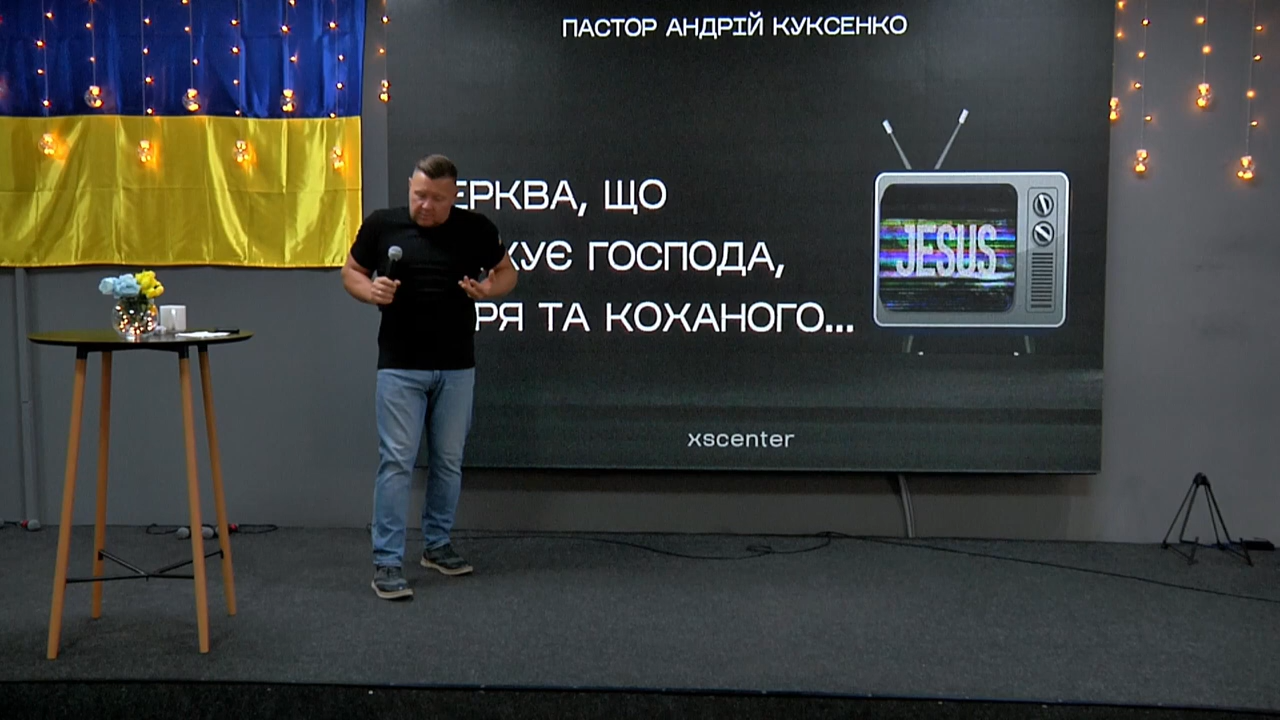 ПАСТОР АНДРІЙ КУКСЕНКО
ЕРКВА, ЩО
КУЄ ГОСПОДА,
РЯ ТА КОХАНОГО...
JESUS
xscenter